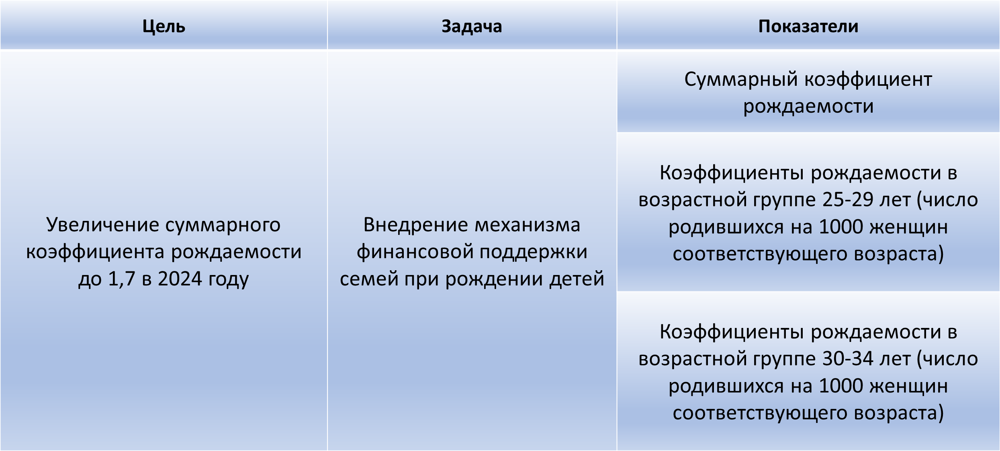 Цель
Задача
Показатели
Увеличение суммарного
коэффициента рождаемости
до 1,7 в 2024 году
Внедрение механизма
финансовой поддержки
семей при рождении детей
Суммарный коэффициент
рождаемости
Коэффициенты рождаемости в
возрастной группе 25-29 лет (число
родившихся на 1000 женщин
соответствующего возраста)
Коэффициенты рождаемости в
возрастной группе 30-34 лет (число
родившихся на 1000 женщин
соответствующего возраста)